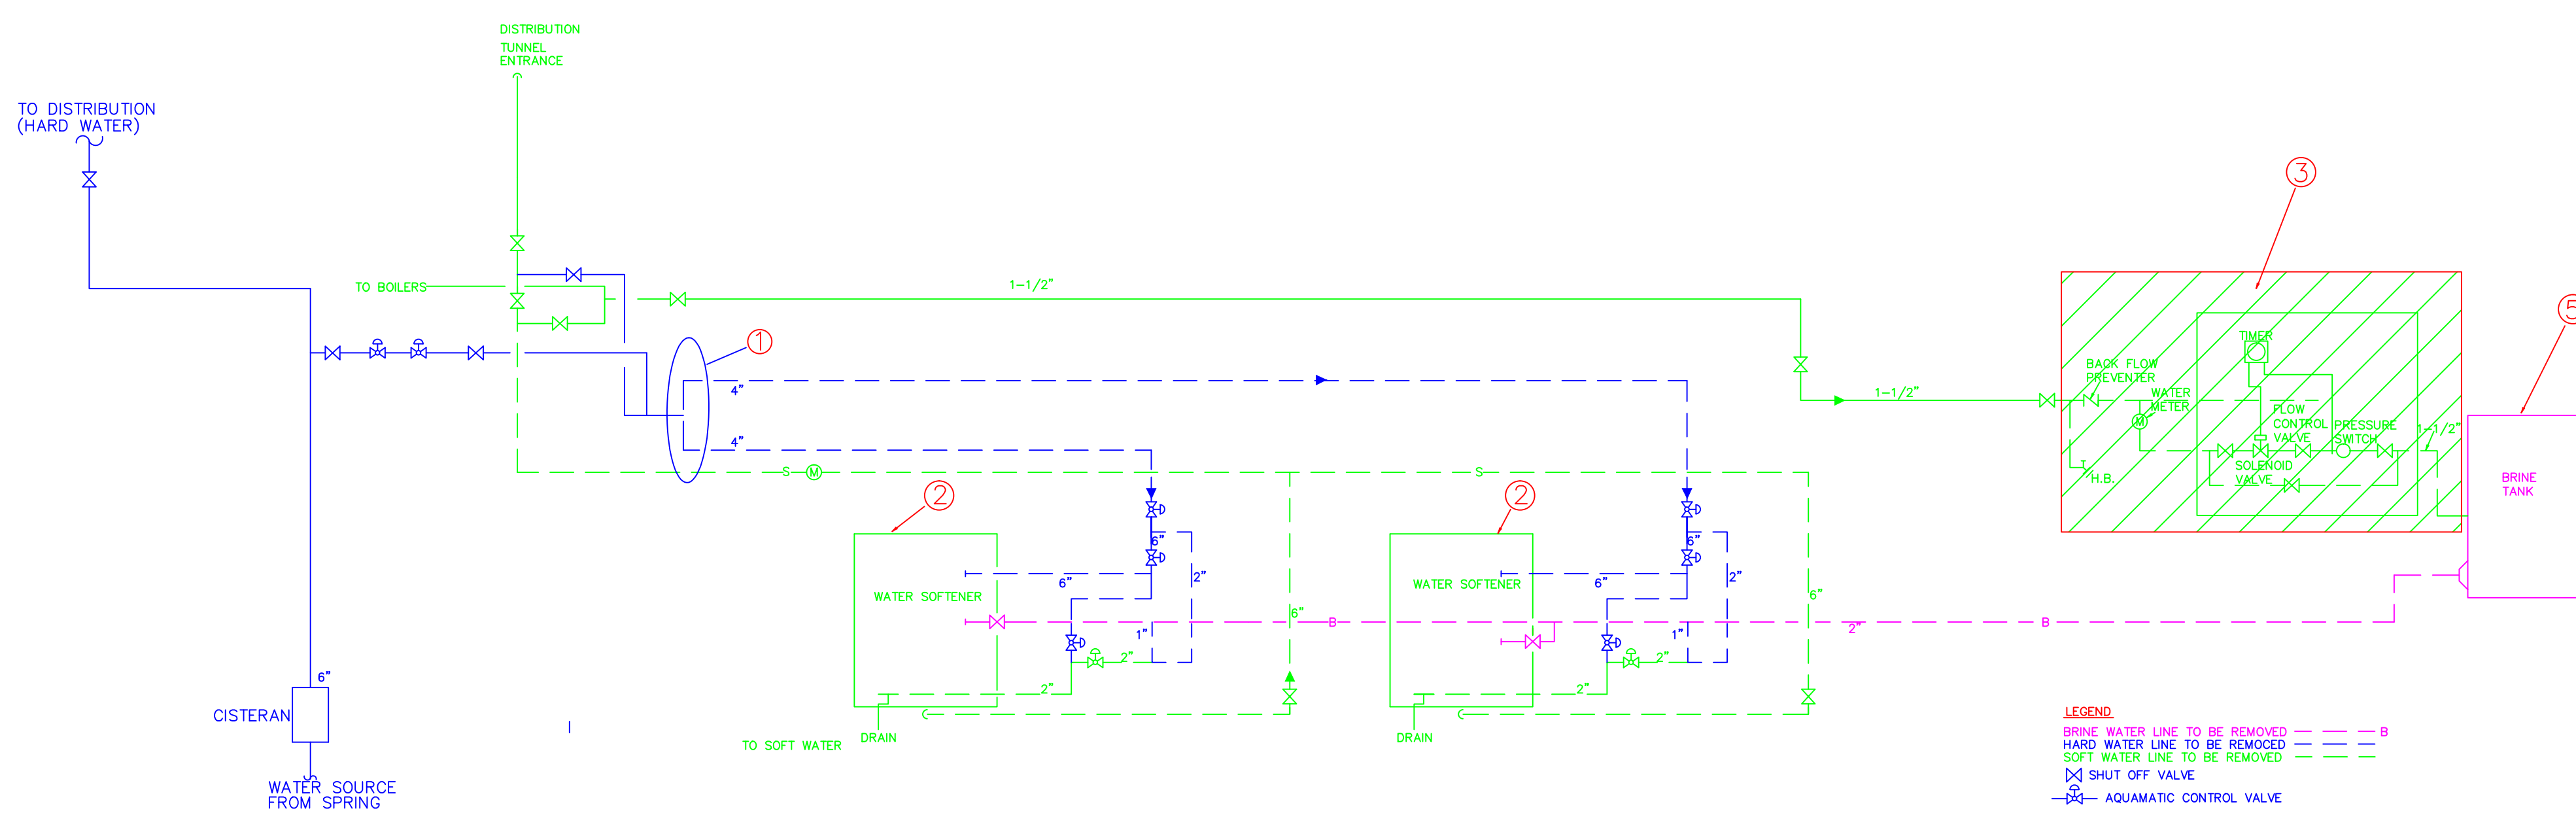 DISTRIBUTION
TUNNEL
ENTRANCE
TO DISTRIBUTION
(HARD WATER)
3
TO BOILERS
1-1/2"
5
1
TIMER
BACK FLOW
PREVENTER
WATER
METER
M
4"
1-1/2"
FLOW
CONTROL
VALVE
PRESSURE
SWITCH
1-1/2"
4"
S
M
S
SOLENOID
VALVE
H.B.
BRINE
TANK
2
2
6"
6"
6"
2"
6"
2"
WATER SOFTENER
WATER SOFTENER
6"
6"
B
2"
B
1"
1"
2"
2"
2"
2"
6"
CISTERAN
DRAIN
DRAIN
TO SOFT WATER
WATER SOURCE
FROM SPRING
LEGEND
BRINE WATER LINE TO BE REMOVED B
HARD WATER LINE TO BE REMOCED
SOFT WATER LINE TO BE REMOVED
SHUT OFF VALVE
AQUAMATIC CONTROL VALVE